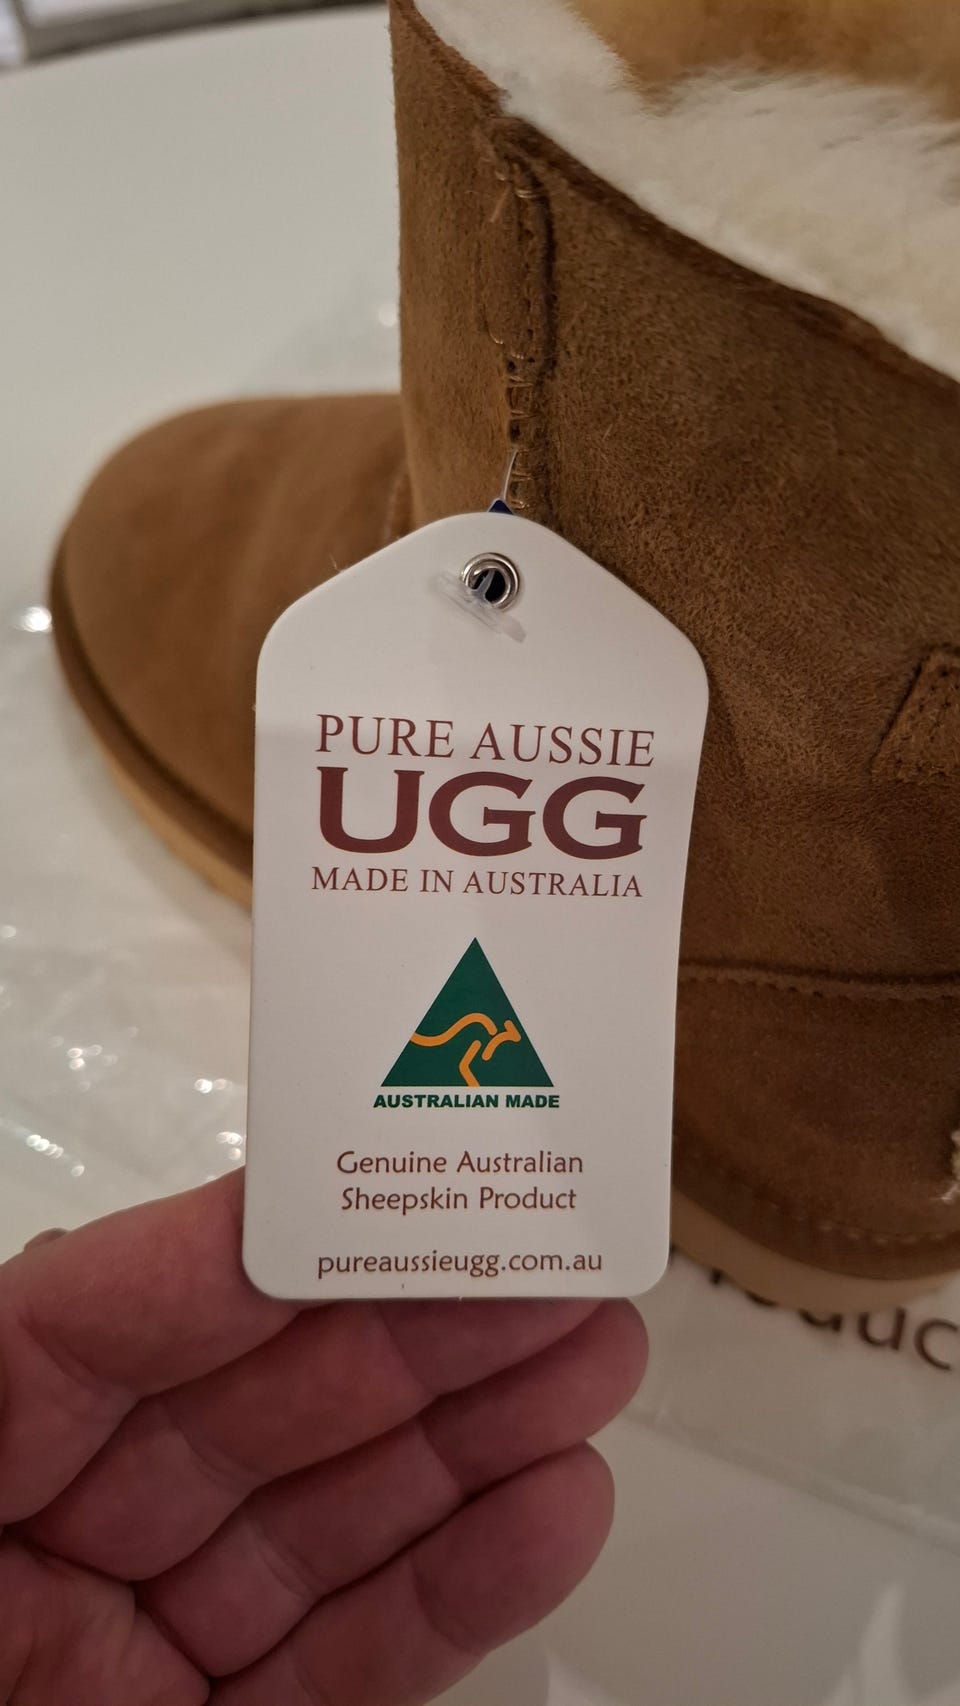 PURE AUSSIE
UGG
MADE IN AUSTRALIA
AUSTRALIAN MADE
Genuine Australian
Sheepskin Product
pureaussieugg.com.au